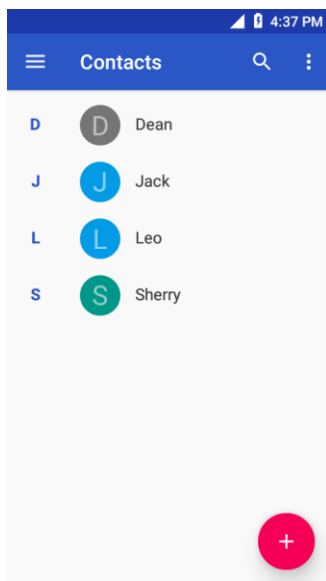 4:37 PM
Contacts
D D Dean
J J Jack
L L Leo
S S Sherry